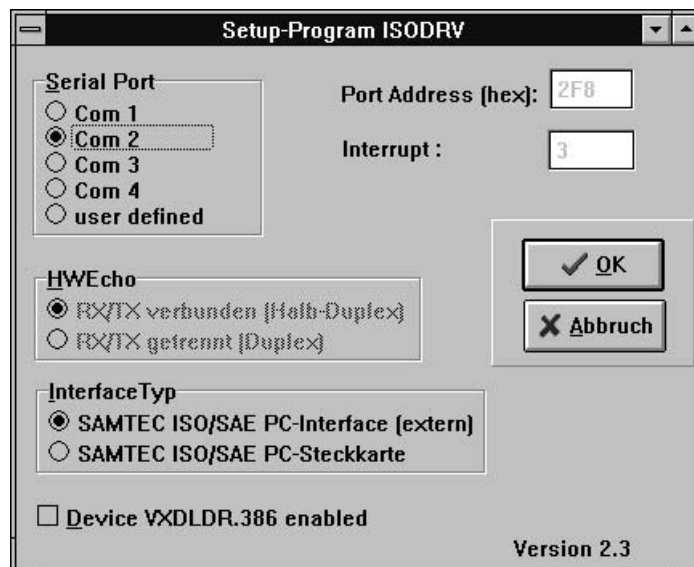 Setup-Program ISODRV
Serial Port
Com 1
Com 2
Com 3
Com 4
user defined
Port Address (hex): 2F8
Interrupt : 3
HWEcho
RX/TX verbunden (Halb-Duplex)
RX/TX getrennt (Duplex)
OK
Abbruch
InterfaceTyp
SAMTEC ISO/SAE PC-Interface (extern)
SAMTEC ISO/SAE PC-Steckkarte
Device VXDLDR.386 enabled
Version 2.3